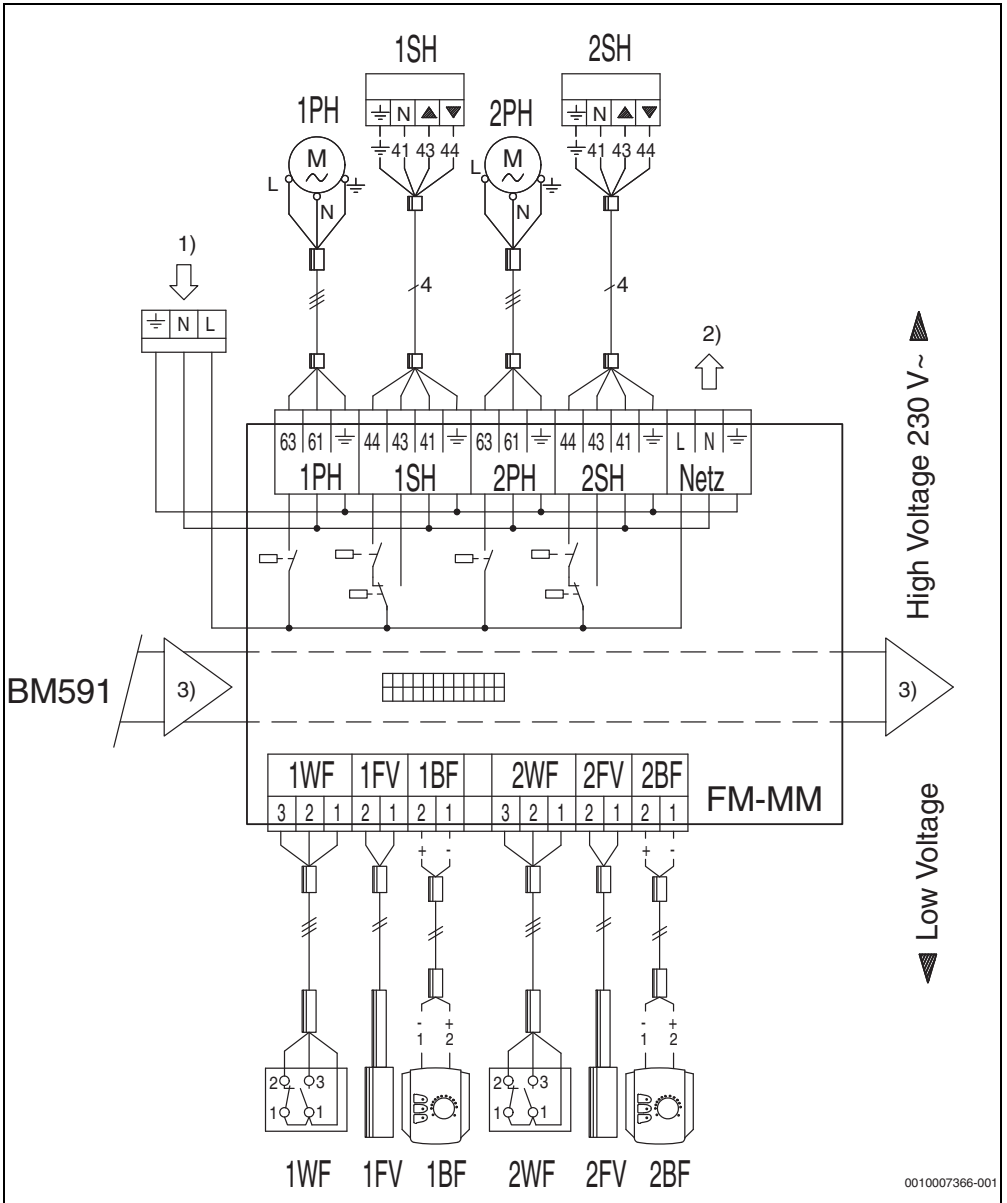 1SH 2SH
1PH ⏚ N ▲ ▼ 2PH ⏚ N ▲ ▼
M ⏚ 41 43 44 M ⏚ 41 43 44
~ ~
L ⏚ L ⏚
N N
1)
4 4
⏚ N L
2)
63 61 ⏚ 44 43 41 ⏚ 63 61 ⏚ 44 43 41 ⏚ L N ⏚
1PH 1SH 2PH 2SH Netz
High Voltage 230 V~ ▲
BM591 3) 3)
1WF 1FV 1BF 2WF 2FV 2BF
3 2 1 2 1 2 1 3 2 1 2 1 2 1
FM-MM
+ - + -
◀ Low Voltage
- + - +
1 2 1 2
2 3 2 3
1 1 1 1
1WF 1FV 1BF 2WF 2FV 2BF
0010007366-001